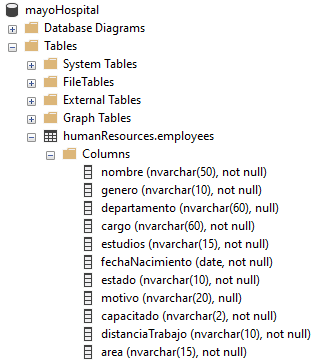 mayoHospital
Database Diagrams
Tables
System Tables
FileTables
External Tables
Graph Tables
humanResources.employees
Columns
nombre (nvarchar(50), not null)
genero (nvarchar(10), not null)
departamento (nvarchar(60), null)
cargo (nvarchar(60), not null)
estudios (nvarchar(15), not null)
fechaNacimiento (date, not null)
estado (nvarchar(10), not null)
motivo (nvarchar(20), null)
capacitado (nvarchar(2), not null)
distanciaTrabajo (nvarchar(10), not null)
area (nvarchar(15), not null)